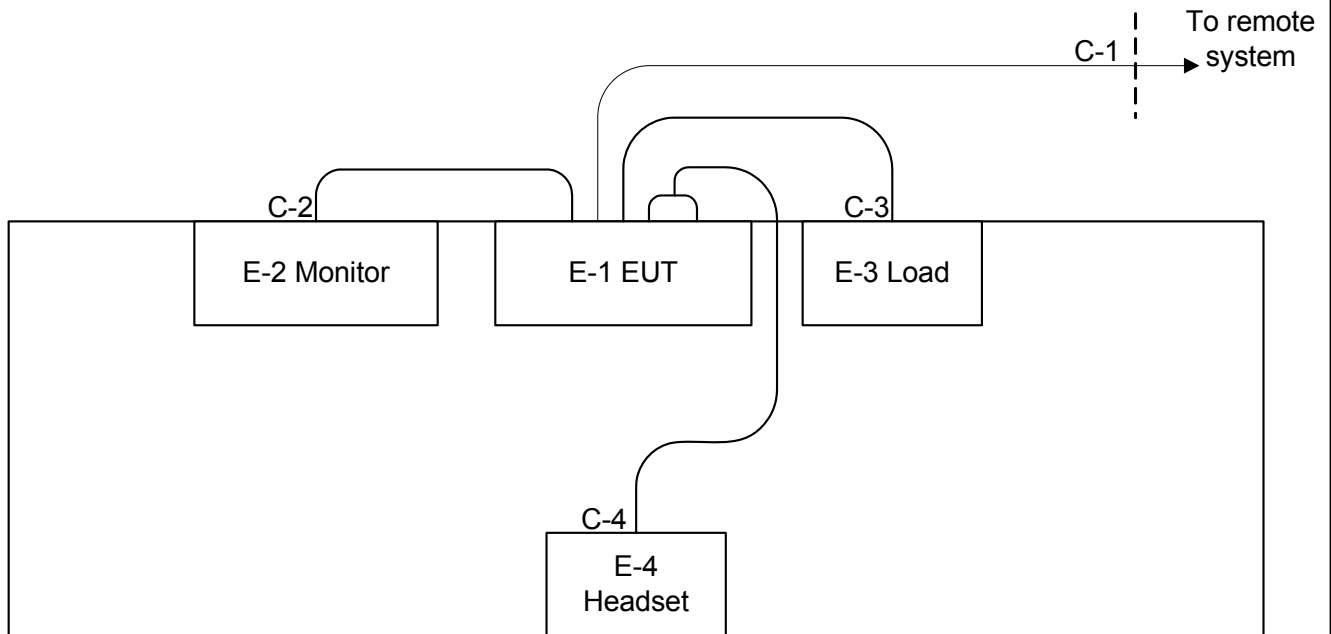 To remote
system
C-1
C-2
C-3
E-2 Monitor
E-1 EUT
E-3 Load
C-4
E-4
Headset